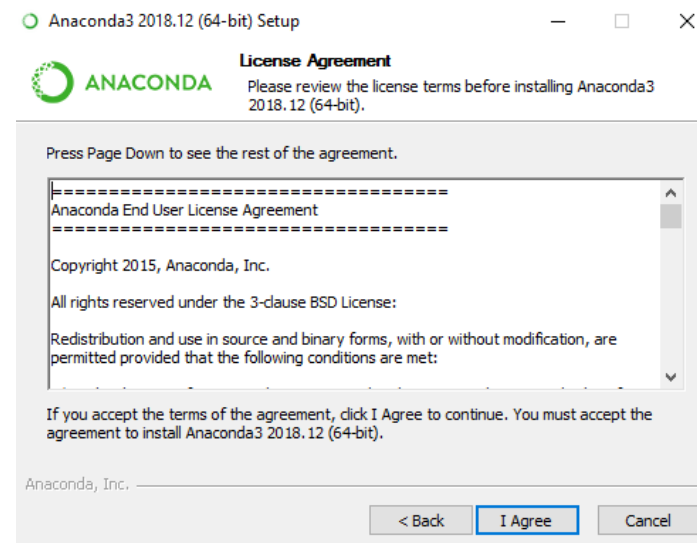 Anaconda3 2018.12 (64-bit) Setup
ANACONDA
License Agreement
Please review the license terms before installing Anaconda3
2018.12 (64-bit).
Press Page Down to see the rest of the agreement.
===================================
Anaconda End User License Agreement
===================================
Copyright 2015, Anaconda, Inc.
All rights reserved under the 3-clause BSD License:
Redistribution and use in source and binary forms, with or without modification, are
permitted provided that the following conditions are met:
If you accept the terms of the agreement, click I Agree to continue. You must accept the
agreement to install Anaconda3 2018.12 (64-bit).
Anaconda, Inc.
< Back
I Agree
Cancel